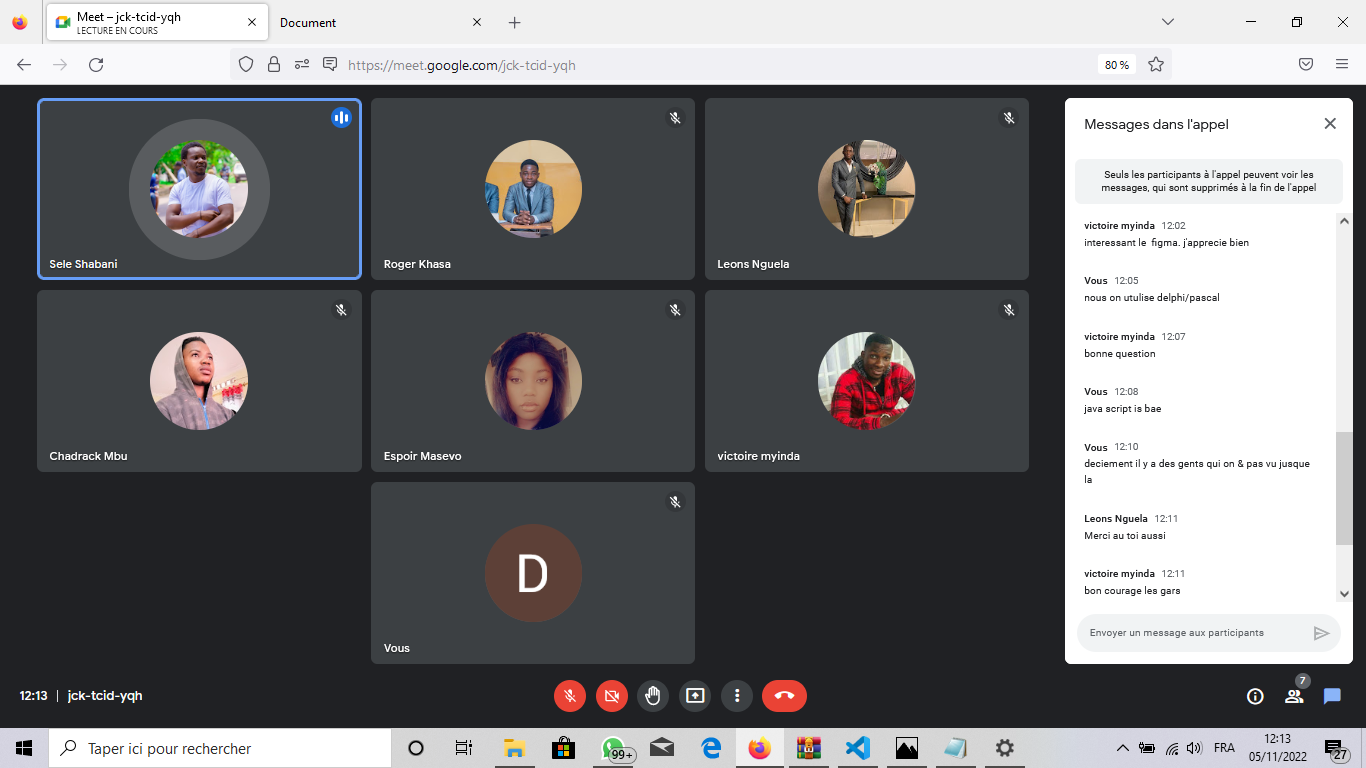 Meet – jck-tcid-yqh
LECTURE EN COURS
Document
https://meet.google.com/jck-tcid-yqh
80 %
Sele Shabani
Roger Khasa
Leons Nguela
Chadrack Mbu
Espoir Masevo
victoire myinda
D
Vous
Messages dans l'appel
Seuls les participants à l'appel peuvent voir les
messages, qui sont supprimés à la fin de l'appel
victoire myinda 12:02
interessant le figma. j'apprecie bien
Vous 12:05
nous on utulise delphi/pascal
victoire myinda 12:07
bonne question
Vous 12:08
java script is bae
Vous 12:10
deciement il y a des gents qui on & pas vu jusque
la
Leons Nguela 12:11
Merci au toi aussi
victoire myinda 12:11
bon courage les gars
Envoyer un message aux participants
12:13 | jck-tcid-yqh
7
Taper ici pour rechercher
99+
FRA
12:13
05/11/2022
27